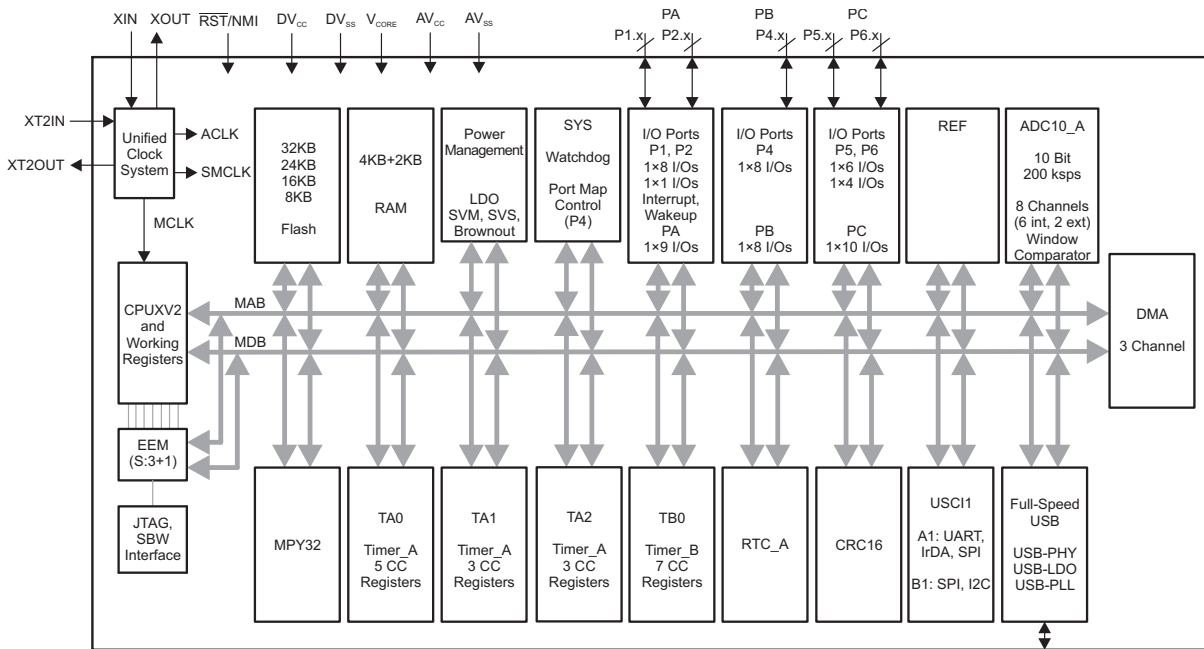 XIN
XOUT
RST/NMI
DVCC
DVSS
VCORE
AVCC
AVSS
PA
P1.x
P2.x
PB
P4.x
PC
P5.x
P6.x
XT2IN
XT2OUT
Unified
Clock
System
ACLK
SMCLK
MCLK
32KB
24KB
16KB
8KB
Flash
4KB+2KB
RAM
Power
Management
LDO
SVM, SVS,
Brownout
SYS
Watchdog
Port Map
Control
(P4)
I/O Ports
P1, P2
1×8 I/Os
1×1 I/Os
Interrupt,
Wakeup
PA
1×9 I/Os
I/O Ports
P4
1×8 I/Os
PB
1×8 I/Os
I/O Ports
P5, P6
1×6 I/Os
1×4 I/Os
PC
1×10 I/Os
REF
ADC10_A
10 Bit
200 ksps
8 Channels
(6 int, 2 ext)
Window
Comparator
CPUXV2
and
Working
Registers
MAB
MDB
DMA
3 Channel
EEM
(S:3+1)
JTAG,
SBW
Interface
MPY32
TA0
Timer_A
5 CC
Registers
TA1
Timer_A
3 CC
Registers
TA2
Timer_A
3 CC
Registers
TB0
Timer_B
7 CC
Registers
RTC_A
CRC16
USCI1
A1: UART,
IrDA, SPI
B1: SPI, I2C
Full-Speed
USB
USB-PHY
USB-LDO
USB-PLL